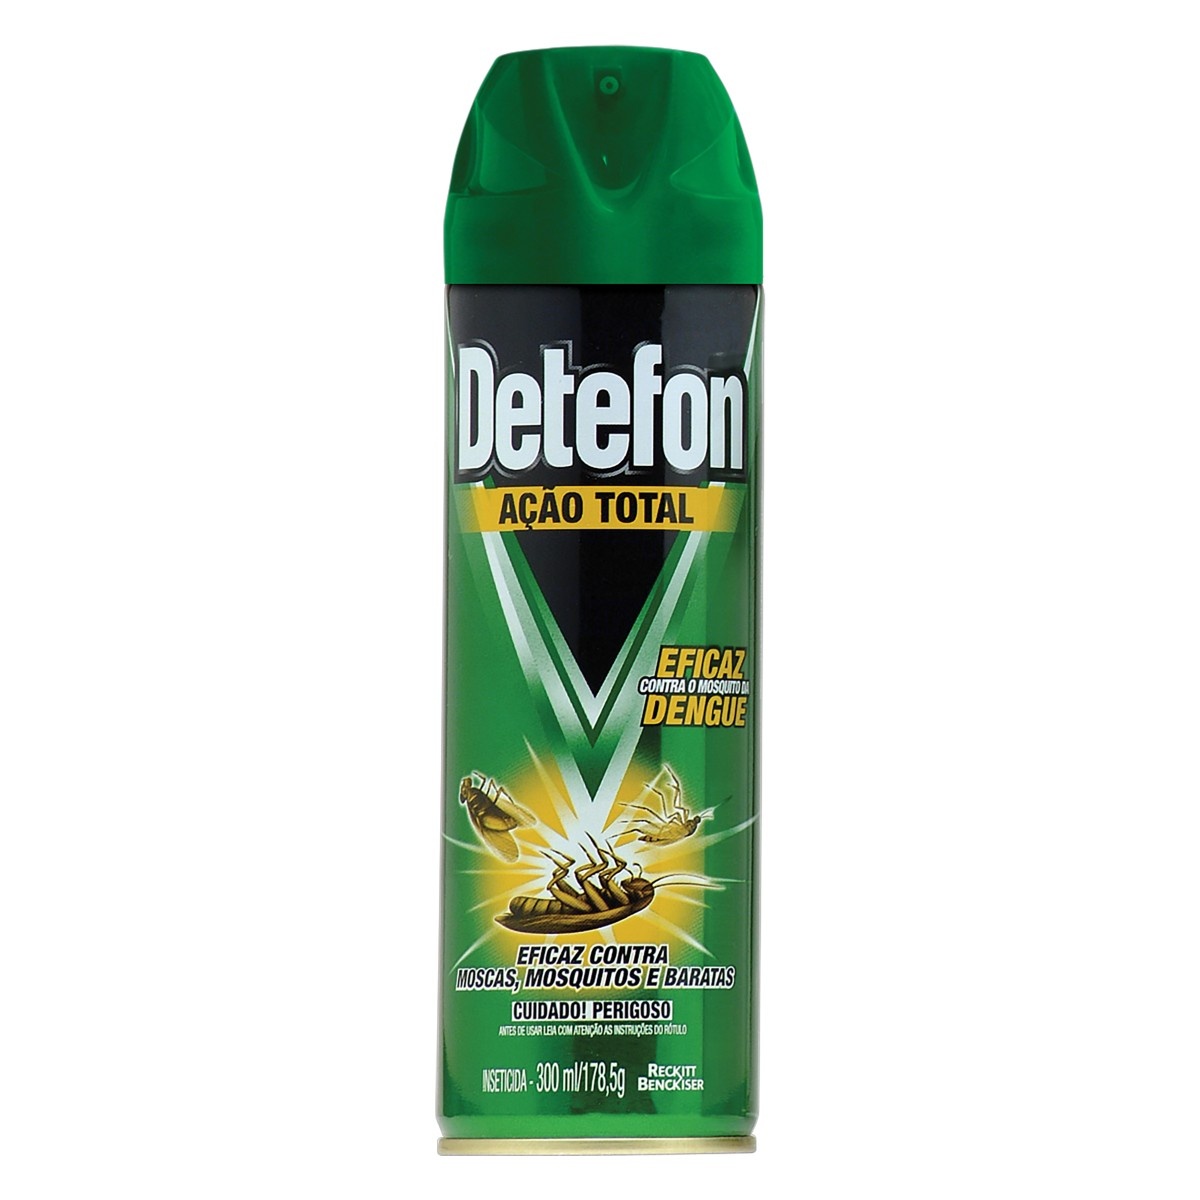 Detefon
AÇÃO TOTAL
EFICAZ
CONTRA O MOSQUITO DA
DENGUE
EFICAZ CONTRA
MOSCAS, MOSQUITOS E BARATAS
CUIDADO! PERIGOSO
ANTES DE USAR LEIA COM ATENÇÃO AS INSTRUÇÕES DO RÓTULO
INSETICIDA - 300 ml/178,5g
RECKITT
BENCKISER